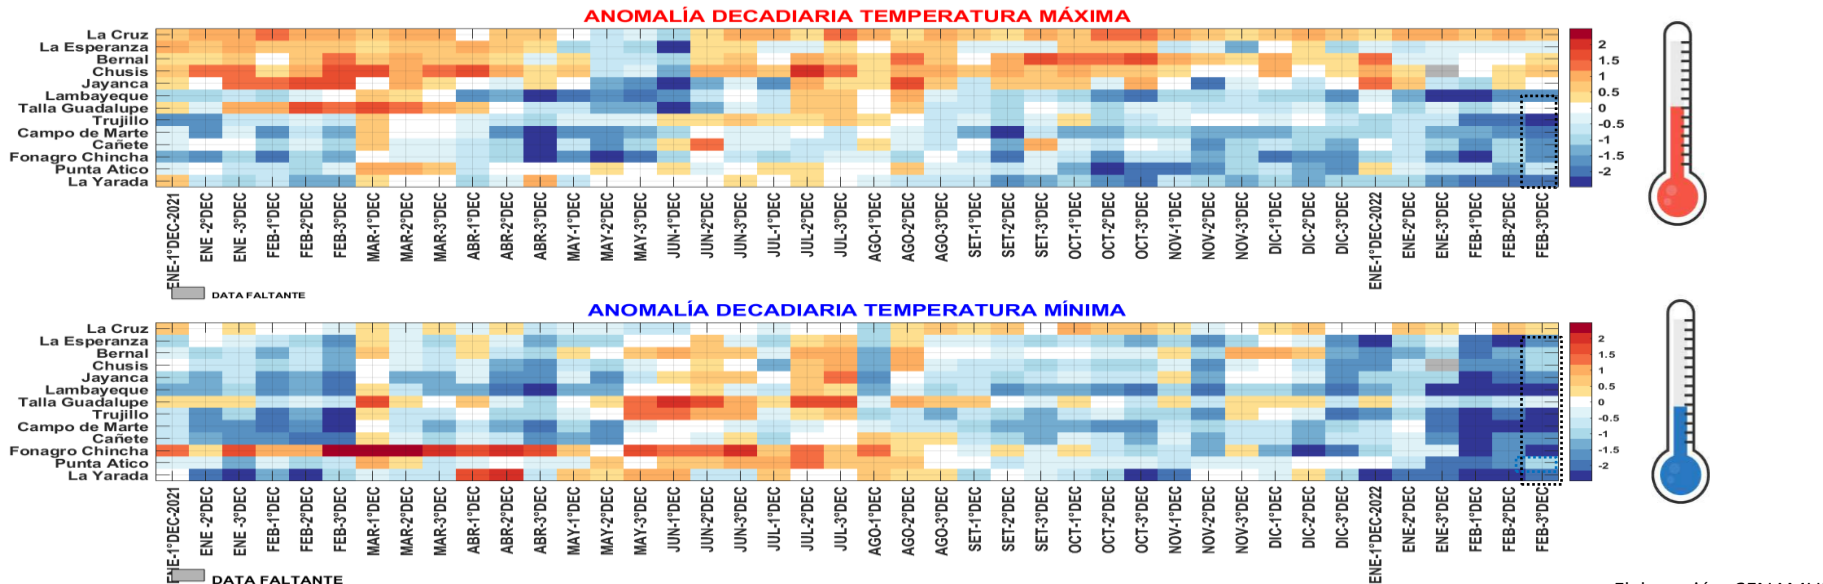 ANOMALÍA DECADIARIA TEMPERATURA MÁXIMA
La Cruz
La Esperanza
Bernal
Chusis
Jayanca
Lambayeque
Talla Guadalupe
Trujillo
Campo de Marte
Cañete
Fonagro Chincha
Punta Atico
La Yarada
2
1.5
1
0.5
0
-0.5
-1
-1.5
-2
ENE-1°DEC-2021
ENE -2°DEC
ENE -3°DEC
FEB-1°DEC
FEB-2°DEC
FEB-3°DEC
MAR-1°DEC
MAR-2°DEC
MAR-3°DEC
ABR-1°DEC
ABR-2°DEC
ABR-3°DEC
MAY-1°DEC
MAY-2°DEC
MAY-3°DEC
JUN-1°DEC
JUN-2°DEC
JUN-3°DEC
JUL-1°DEC
JUL-2°DEC
JUL-3°DEC
AGO-1°DEC
AGO-2°DEC
AGO-3°DEC
SET-1°DEC
SET-2°DEC
SET-3°DEC
OCT-1°DEC
OCT-2°DEC
OCT-3°DEC
NOV-1°DEC
NOV-2°DEC
NOV-3°DEC
DIC-1°DEC
DIC-2°DEC
DIC-3°DEC
ENE-1°DEC-2022
ENE-2°DEC
ENE-3°DEC
FEB-1°DEC
FEB-2°DEC
FEB-3°DEC
DATA FALTANTE
ANOMALÍA DECADIARIA TEMPERATURA MÍNIMA
La Cruz
La Esperanza
Bernal
Chusis
Jayanca
Lambayeque
Talla Guadalupe
Trujillo
Campo de Marte
Cañete
Fonagro Chincha
Punta Atico
La Yarada
2
1.5
1
0.5
0
-0.5
-1
-1.5
-2
ENE-1°DEC-2021
ENE -2°DEC
ENE -3°DEC
FEB-1°DEC
FEB-2°DEC
FEB-3°DEC
MAR-1°DEC
MAR-2°DEC
MAR-3°DEC
ABR-1°DEC
ABR-2°DEC
ABR-3°DEC
MAY-1°DEC
MAY-2°DEC
MAY-3°DEC
JUN-1°DEC
JUN-2°DEC
JUN-3°DEC
JUL-1°DEC
JUL-2°DEC
JUL-3°DEC
AGO-1°DEC
AGO-2°DEC
AGO-3°DEC
SET-1°DEC
SET-2°DEC
SET-3°DEC
OCT-1°DEC
OCT-2°DEC
OCT-3°DEC
NOV-1°DEC
NOV-2°DEC
NOV-3°DEC
DIC-1°DEC
DIC-2°DEC
DIC-3°DEC
ENE-1°DEC-2022
ENE-2°DEC
ENE-3°DEC
FEB-1°DEC
FEB-2°DEC
FEB-3°DEC
DATA FALTANTE